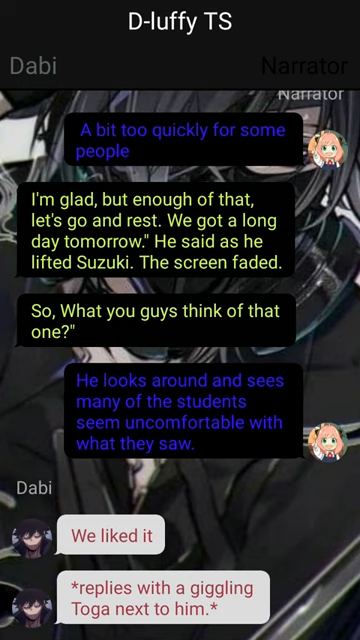 D-luffy TS
Dabi
Narrator
Narrator
A bit too quickly for some
people
I'm glad, but enough of that,
let's go and rest. We got a long
day tomorrow." He said as he
lifted Suzuki. The screen faded.
So, What you guys think of that
one?"
He looks around and sees
many of the students
seem uncomfortable with
what they saw.
Dabi
We liked it
*replies with a giggling
Toga next to him.*